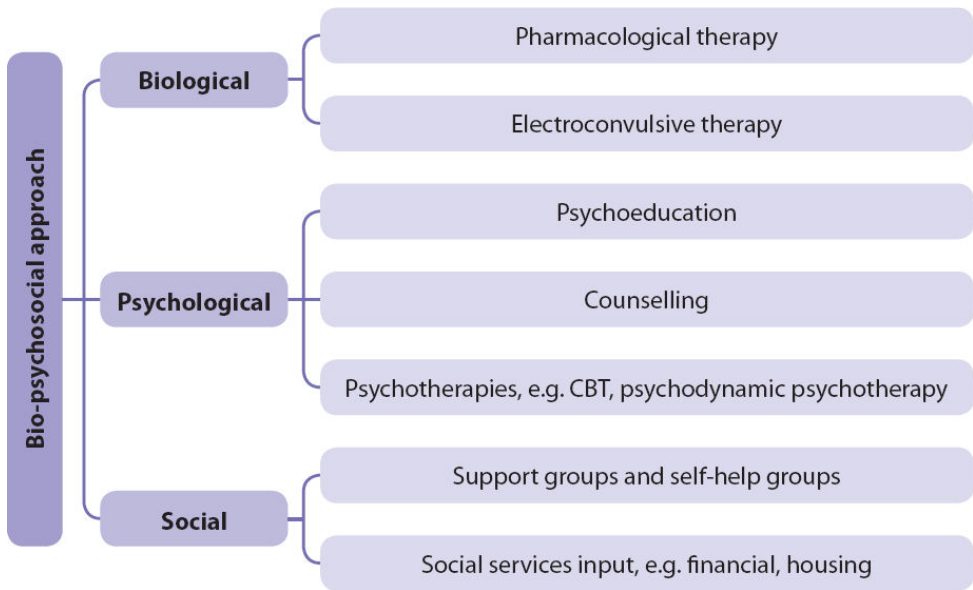 Bio-psychosocial approach
Biological
Pharmacological therapy
Electroconvulsive therapy
Psychological
Psychoeducation
Counselling
Psychotherapies, e.g. CBT, psychodynamic psychotherapy
Social
Support groups and self-help groups
Social services input, e.g. financial, housing